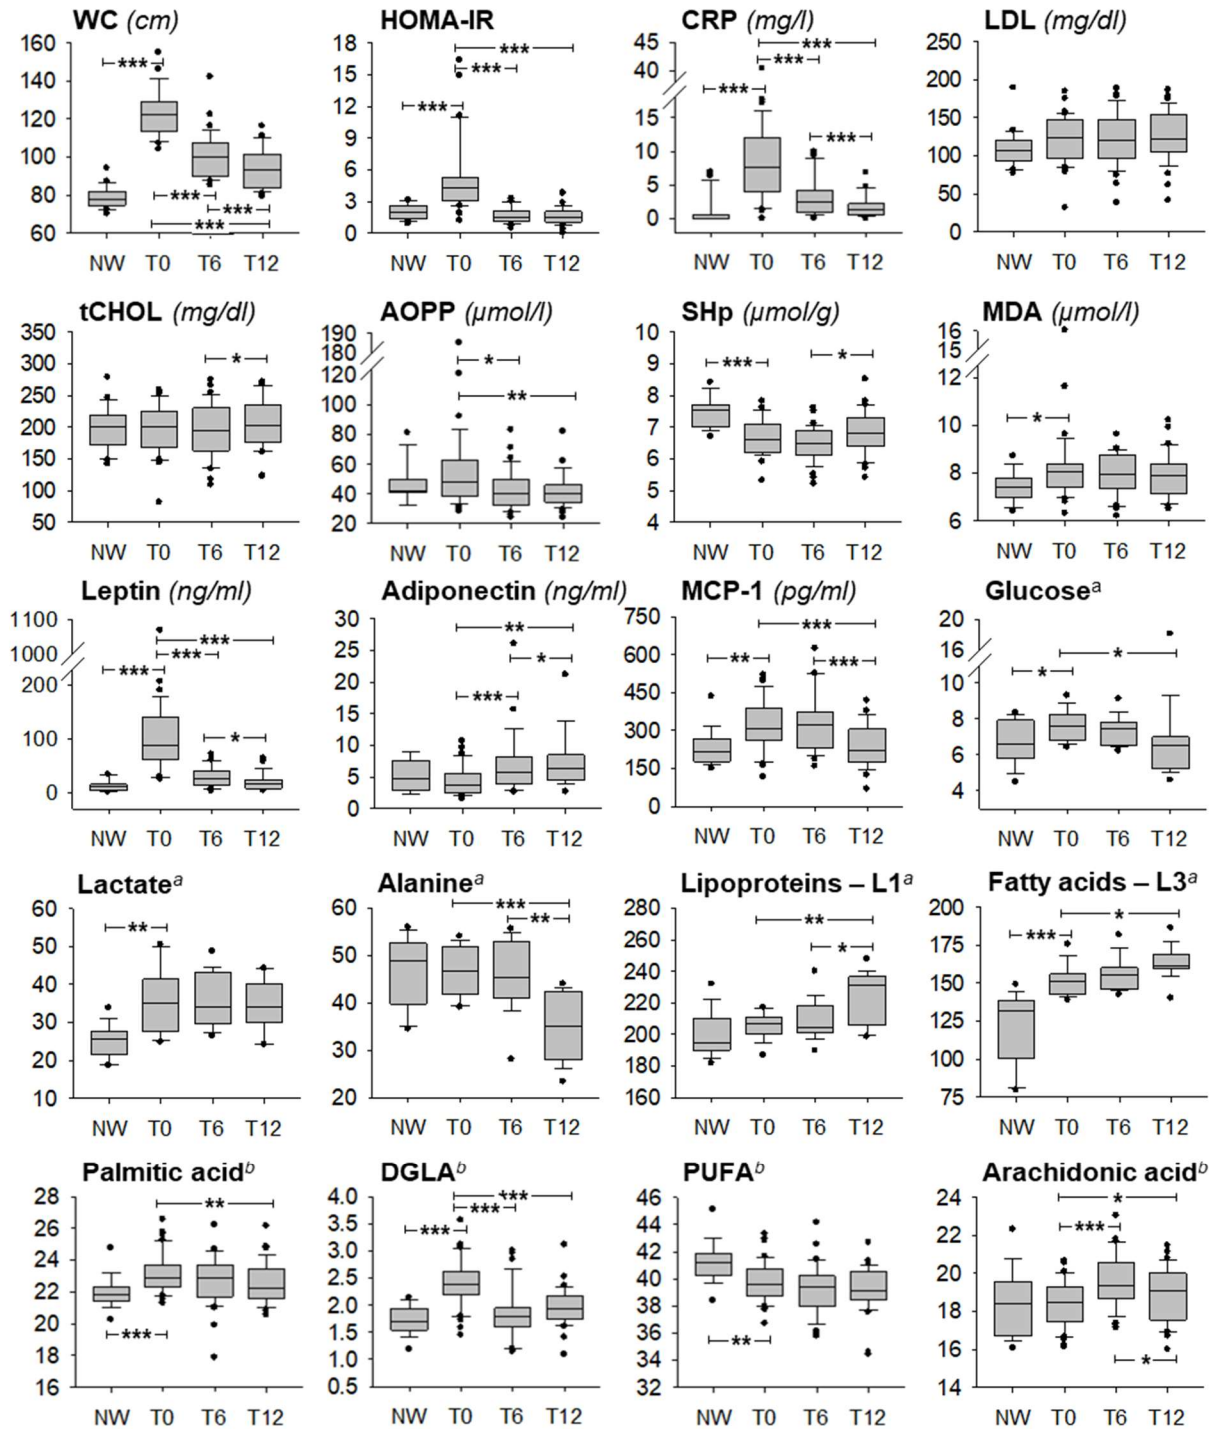 WC (cm) HOMA-IR CRP (mg/l) LDL (mg/dl)
160 18 45 250
140 15 40 200
120 12 15 150
100 9 10 100
80 6 5 50
60 3 0 0
0
*** *** *** *** *** *** *** *** *** *** ***
NW T0 T6 T12 NW T0 T6 T12 NW T0 T6 T12 NW T0 T6 T12
tCHOL (mg/dl) AOPP (µmol/l) SHp (µmol/g) MDA (µmol/l)
350 190 10 16
300 180 9 15
250 120 8 12
200 100 7 10
150 80 6 8
100 60 5 6
50 40 4
20
* * ** *** * *
NW T0 T6 T12 NW T0 T6 T12 NW T0 T6 T12 NW T0 T6 T12
Leptin (ng/ml) Adiponectin (ng/ml) MCP-1 (pg/ml) Glucoseᵃ
1100 30 750 20
1000 25 600 16
200 20 450 10
100 15 300 8
0 10 150 6
5 0 4
0
*** *** *** * ** * *** *** ** *** * *
NW T0 T6 T12 NW T0 T6 T12 NW T0 T6 T12 NW T0 T6 T12
Lactateᵃ Alanineᵃ Lipoproteins – L1ᵃ Fatty acids – L3ᵃ
60 60 280 200
50 50 260 175
40 40 240 150
30 30 220 125
20 20 200 100
10 180 75
160
** *** ** ** * * ***
NW T0 T6 T12 NW T0 T6 T12 NW T0 T6 T12 NW T0 T6 T12
Palmitic acidᵇ DGLAᵇ PUFAᵇ Arachidonic acidᵇ
28 4.0 46 24
26 3.5 44 22
24 3.0 42 20
22 2.5 40 18
20 2.0 38 16
18 1.5 36 14
16 1.0 34
0.5 32
** *** *** *** *** ** * *** *
NW T0 T6 T12 NW T0 T6 T12 NW T0 T6 T12 NW T0 T6 T12